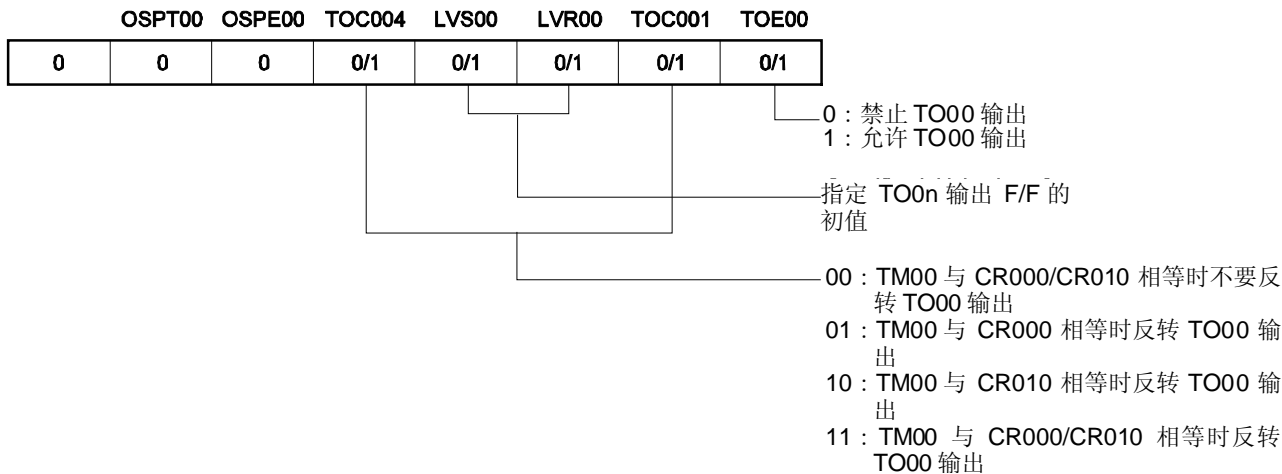 OSPT00 OSPE00 TOC004 LVS00 LVR00 TOC001 TOE00
0 0 0 0/1 0/1 0/1 0/1 0/1
0：禁止 TO00 输出
1：允许 TO00 输出
指定 TO0n 输出 F/F 的
初值
00：TM00 与 CR000/CR010 相等时不要反
转 TO00 输出
01：TM00 与 CR000 相等时反转 TO00 输
出
10：TM00 与 CR010 相等时反转 TO00 输
出
11：TM00 与 CR000/CR010 相等时反转
TO00 输出